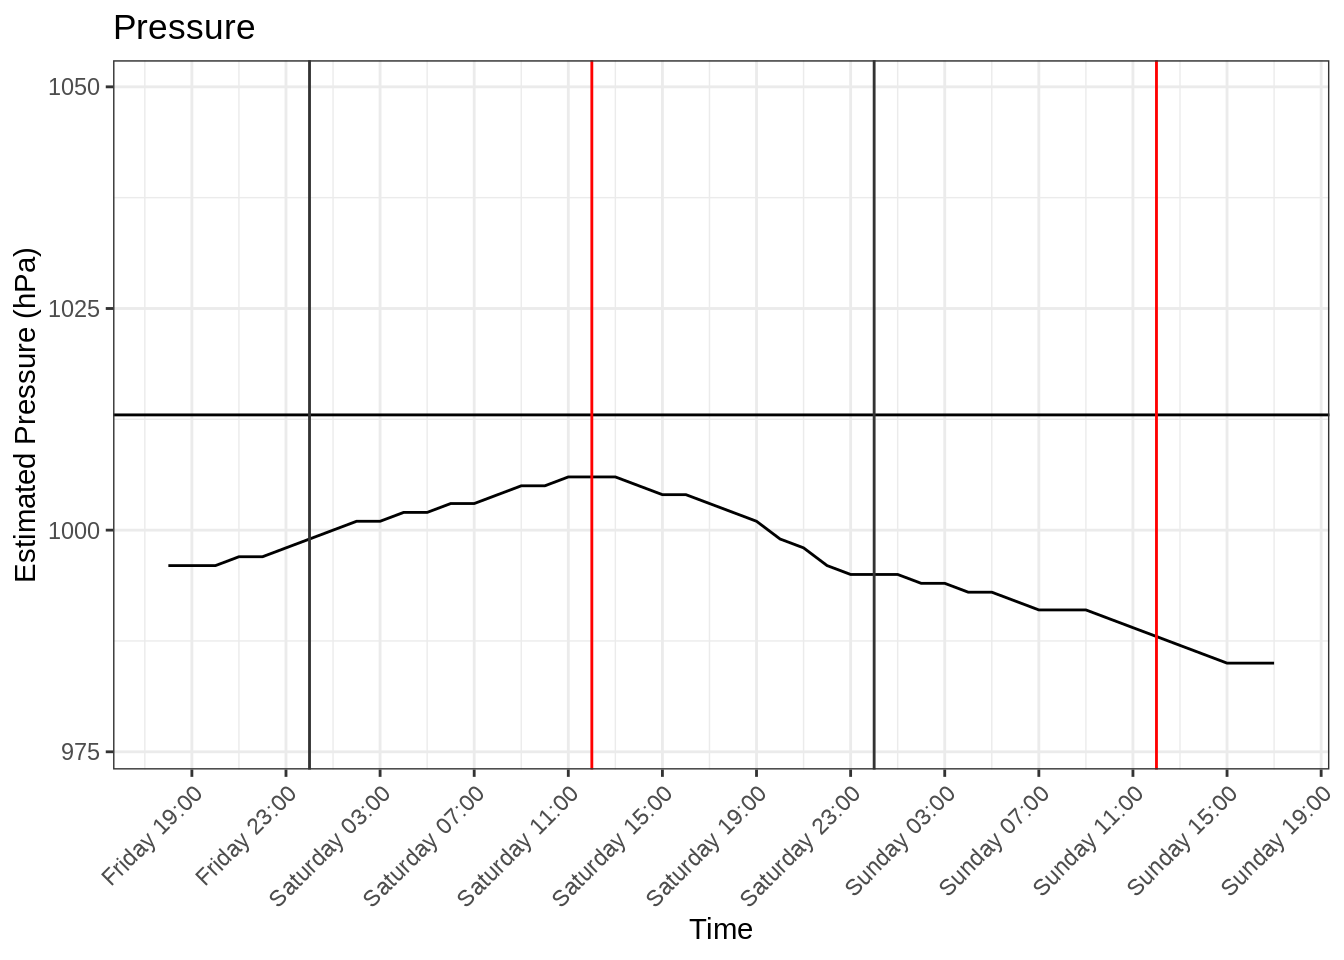 Pressure
Estimated Pressure (hPa)
1050
1025
1000
975
Friday 19:00
Friday 23:00
Saturday 03:00
Saturday 07:00
Saturday 11:00
Saturday 15:00
Saturday 19:00
Saturday 23:00
Sunday 03:00
Sunday 07:00
Sunday 11:00
Sunday 15:00
Sunday 19:00
Time